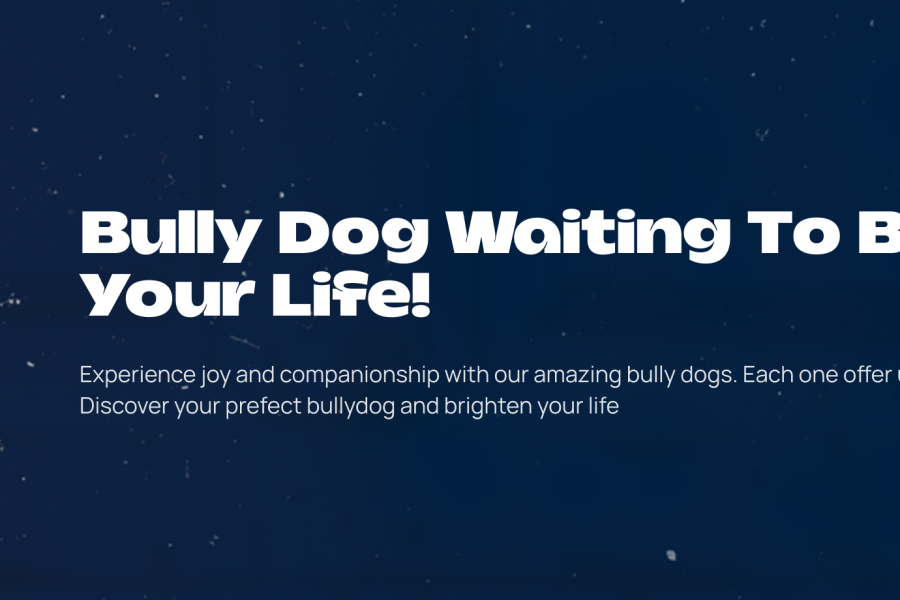 Bully Dog Waiting To B
Your Life!
Experience joy and companionship with our amazing bully dogs. Each one offer
Discover your prefect bullydog and brighten your life